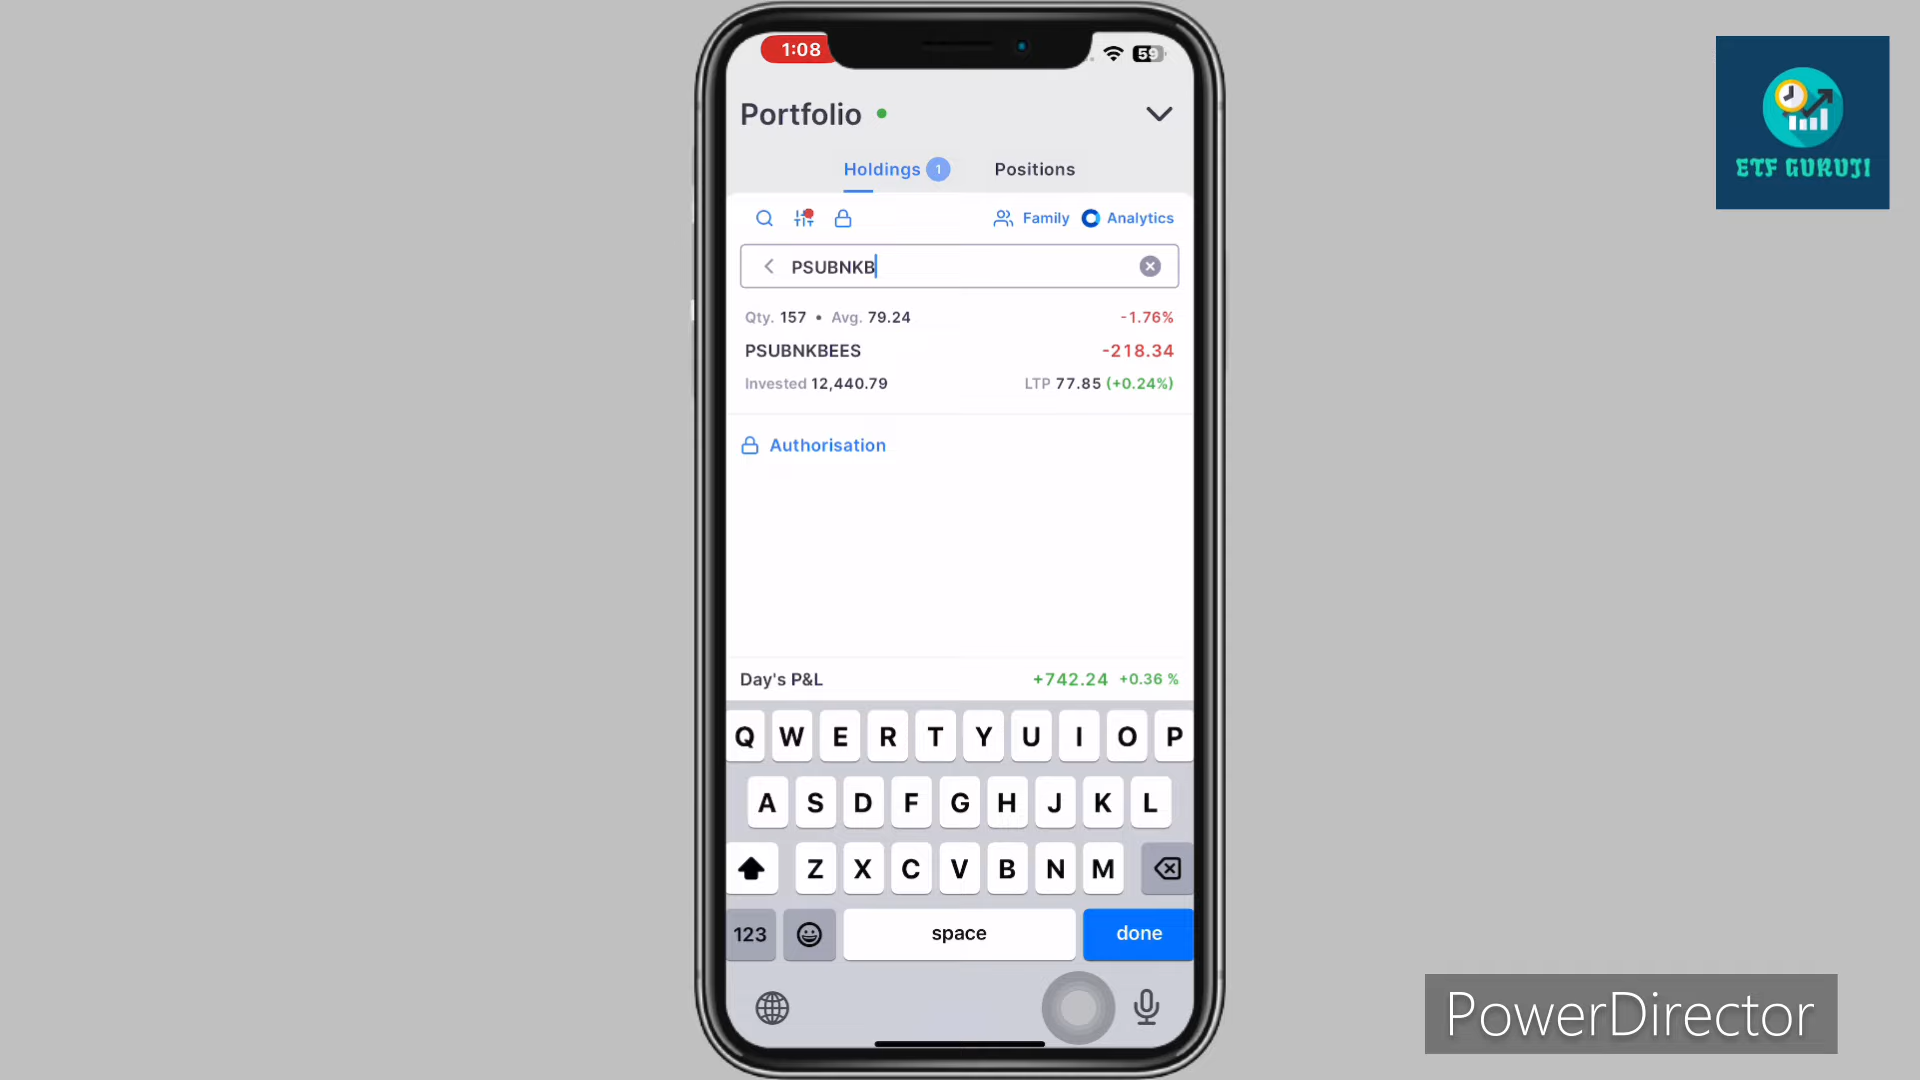 1:08
59
Portfolio
Holdings 1 Positions
Family Analytics
PSUBNKB
Qty. 157 • Avg. 79.24 -1.76%
PSUBNKBEES -218.34
Invested 12,440.79 LTP 77.85 (+0.24%)
Authorisation
Day's P&L +742.24 +0.36 %
Q W E R T Y U I O P
A S D F G H J K L
Z X C V B N M
123 space done
ETF GURUJI
PowerDirector